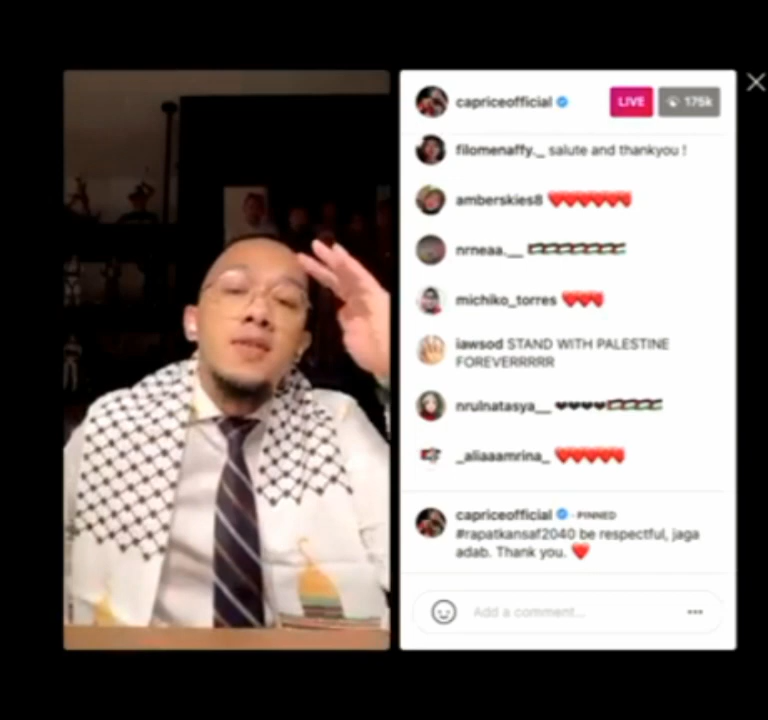 capriceofficial
LIVE 175k
filomenaffy._ salute and thankyou !
amberskies8
nrneaa.__
michiko_torres
iawsod STAND WITH PALESTINE
FOREVERRRRR
nrulnatasya__
_aliaaamrina_
capriceofficial · PINNED
#rapatkansaf2040 be respectful, jaga
adab. Thank you. ❤️
Add a comment...